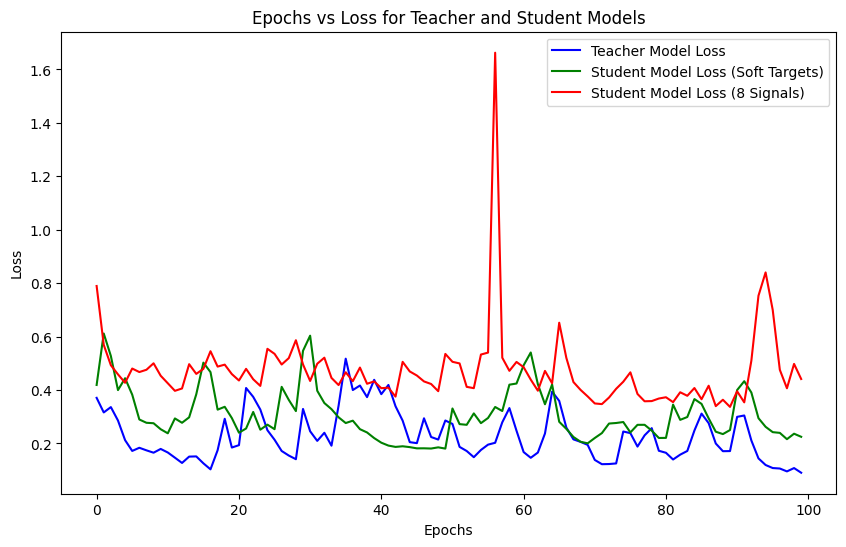 Epochs vs Loss for Teacher and Student Models
Teacher Model Loss
Student Model Loss (Soft Targets)
Student Model Loss (8 Signals)
Loss
1.6
1.4
1.2
1.0
0.8
0.6
0.4
0.2
0
20
40
60
80
100
Epochs